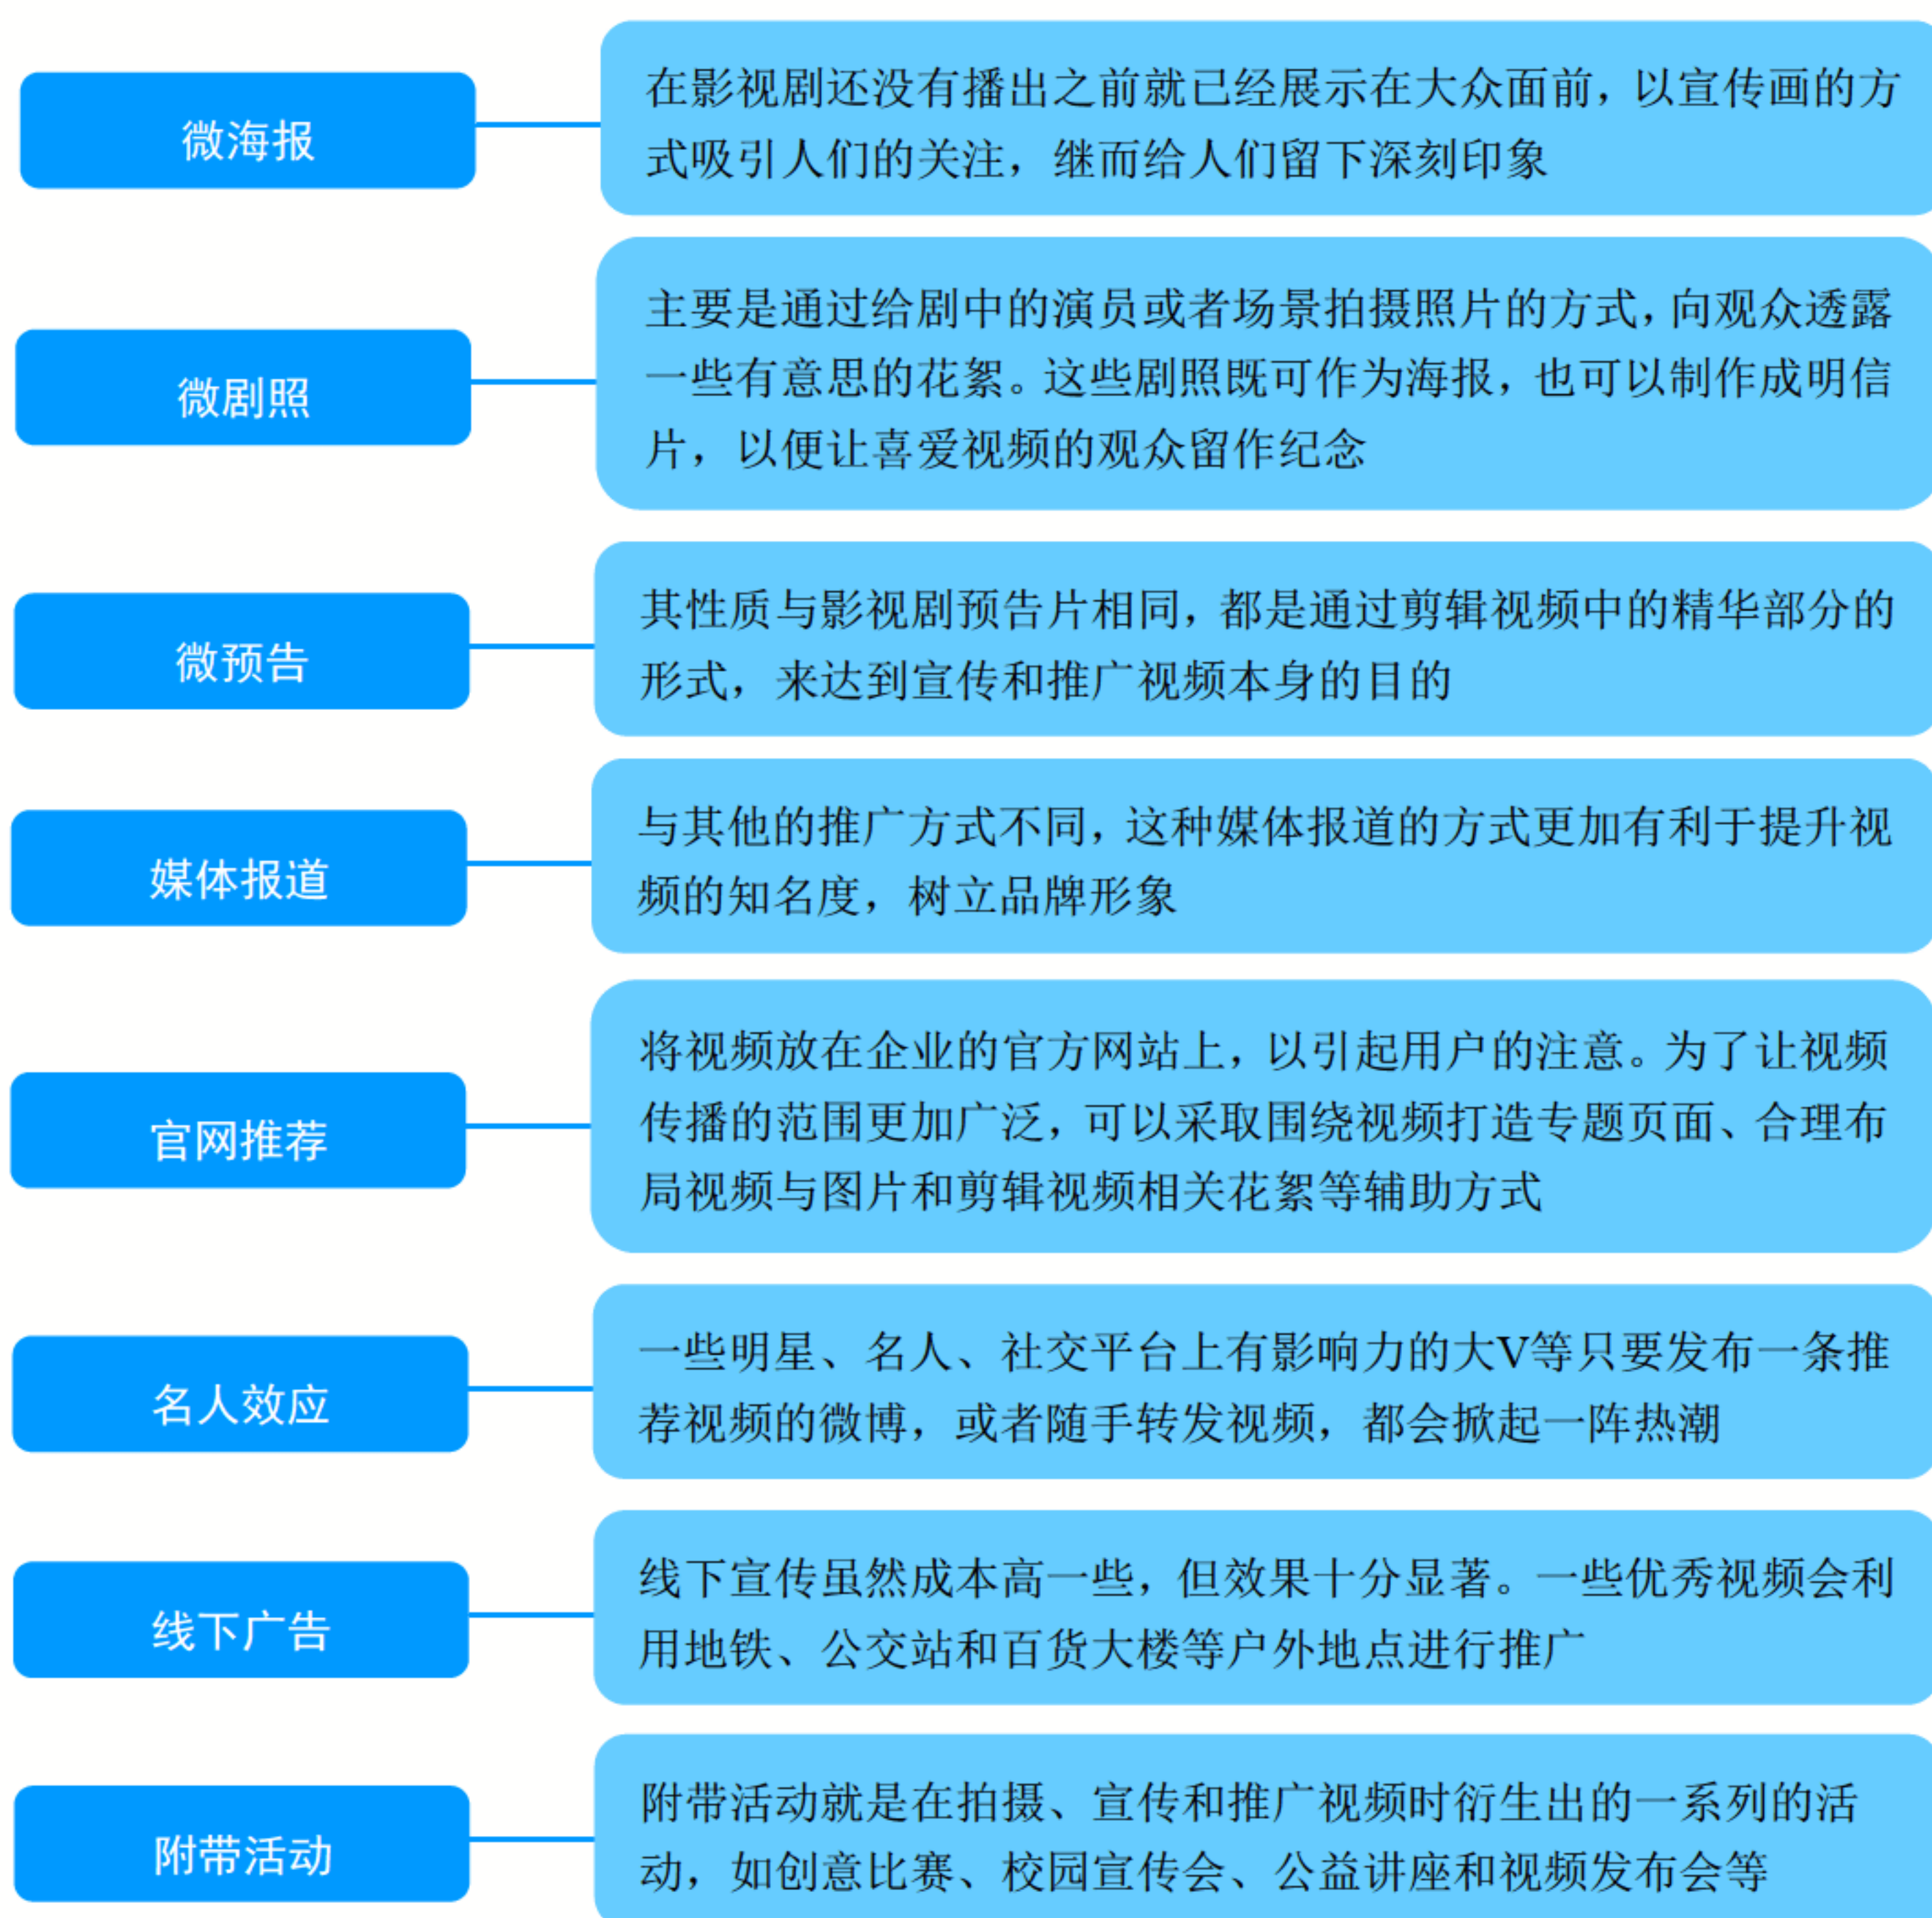 微海报
在影视剧还没有播出之前就已经展示在大众面前，以宣传画的方
式吸引人们的关注，继而给人们留下深刻印象
微剧照
主要是通过给剧中的演员或者场景拍摄照片的方式，向观众透露
一些有意思的花絮。这些剧照既可作为海报，也可以制作成明信
片，以便让喜爱视频的观众留作纪念
微预告
其性质与影视剧预告片相同，都是通过剪辑视频中的精华部分的
形式，来达到宣传和推广视频本身的目的
媒体报道
与其他的推广方式不同，这种媒体报道的方式更加有利于提升视
频的知名度，树立品牌形象
官网推荐
将视频放在企业的官方网站上，以引起用户的注意。为了让视频
传播的范围更加广泛，可以采取围绕视频打造专题页面、合理布
局视频与图片和剪辑视频相关花絮等辅助方式
名人效应
一些明星、名人、社交平台上有影响力的大V等只要发布一条推
荐视频的微博，或者随手转发视频，都会掀起一阵热潮
线下广告
线下宣传虽然成本高一些，但效果十分显著。一些优秀视频会利
用地铁、公交站和百货大楼等户外地点进行推广
附带活动
附带活动就是在拍摄、宣传和推广视频时衍生出的一系列的活
动，如创意比赛、校园宣传会、公益讲座和视频发布会等